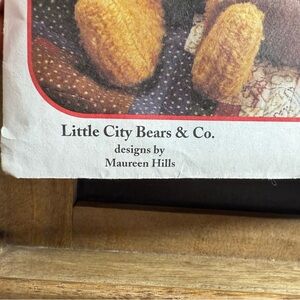 Little City Bears & Co.
designs by
Maureen Hills